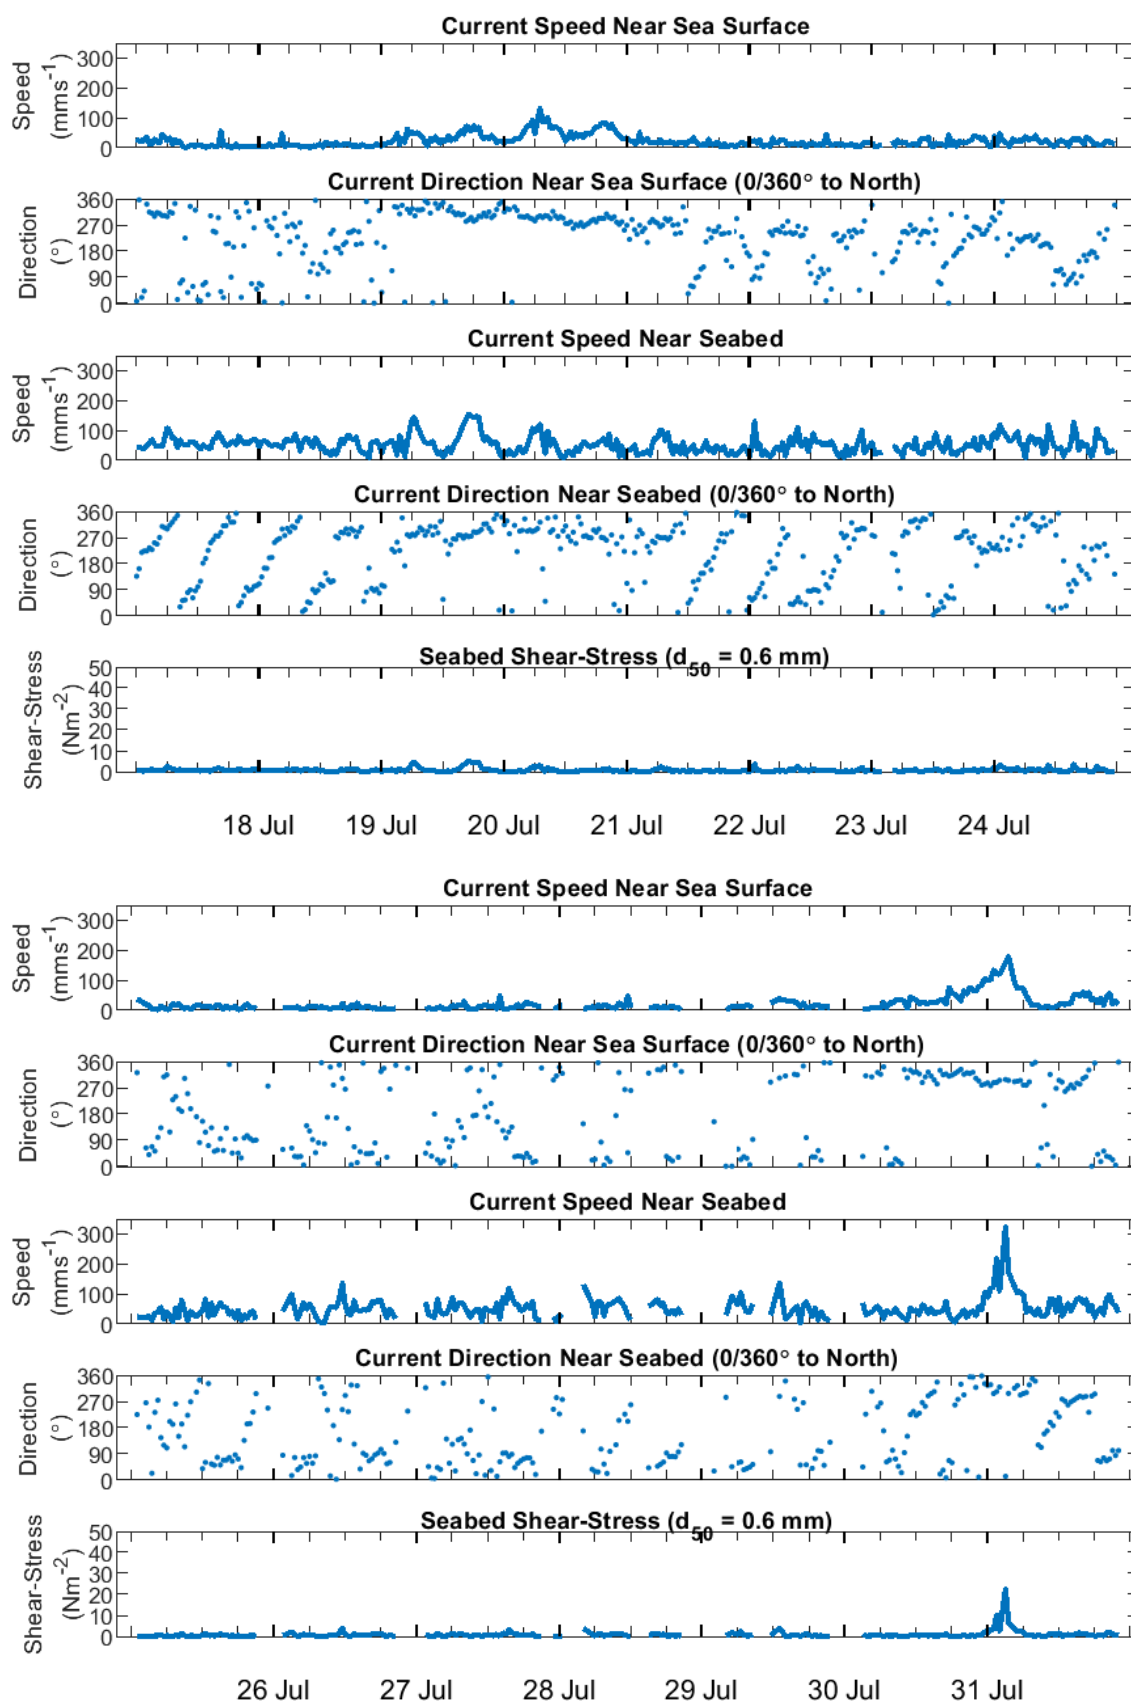 Current Speed Near Sea Surface
Speed
(mms-1)
300
200
100
0
Current Direction Near Sea Surface (0/360° to North)
Direction
(°)
360
270
180
90
0
Current Speed Near Seabed
Speed
(mms-1)
300
200
100
0
Current Direction Near Seabed (0/360° to North)
Direction
(°)
360
270
180
90
0
Seabed Shear-Stress (d50 = 0.6 mm)
Shear-Stress
(Nm-2)
50
40
30
20
10
0
18 Jul 19 Jul 20 Jul 21 Jul 22 Jul 23 Jul 24 Jul
Current Speed Near Sea Surface
Speed
(mms-1)
300
200
100
0
Current Direction Near Sea Surface (0/360° to North)
Direction
(°)
360
270
180
90
0
Current Speed Near Seabed
Speed
(mms-1)
300
200
100
0
Current Direction Near Seabed (0/360° to North)
Direction
(°)
360
270
180
90
0
Seabed Shear-Stress (d50 = 0.6 mm)
Shear-Stress
(Nm-2)
50
40
30
20
10
0
26 Jul 27 Jul 28 Jul 29 Jul 30 Jul 31 Jul